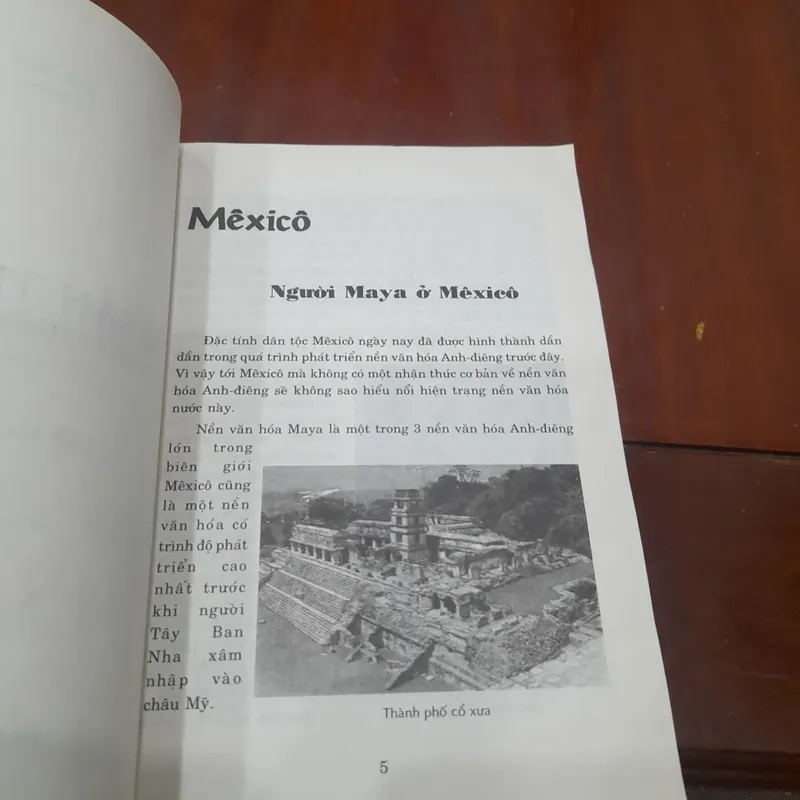 Mêxicô
Người Maya ở Mêxicô
Đặc tính dân tộc Mêxicô ngày nay đã được hình thành dần
dần trong quá trình phát triển nền văn hóa Anh-điêng trước đây.
Vì vậy tới Mêxicô mà không có một nhận thức cơ bản về nền văn
hóa Anh-điêng sẽ không sao hiểu nổi hiện trạng nền văn hóa
nước này.
Nền văn hóa Maya là một trong 3 nền văn hóa Anh-điêng
lớn trong
biên giới
Mêxicô cũng
là một nền
văn hóa có
trình độ phát
triển cao
nhất trước
khi người
Tây Ban
Nha xâm
nhập vào
châu Mỹ.
Thành phố cổ xưa
5